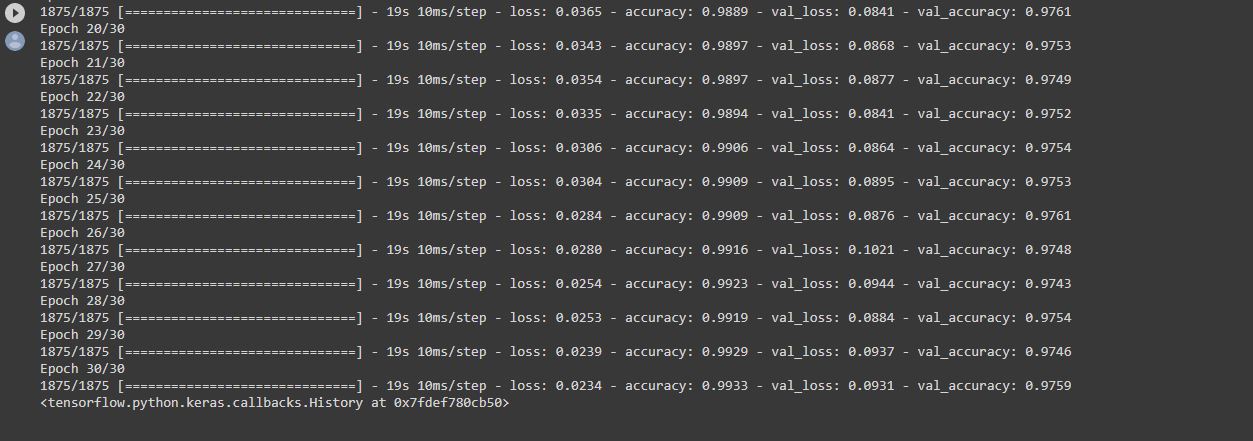 1875/1875 [==============================] - 19s 10ms/step - loss: 0.0365 - accuracy: 0.9889 - val_loss: 0.0841 - val_accuracy: 0.9761
Epoch 20/30
1875/1875 [==============================] - 19s 10ms/step - loss: 0.0343 - accuracy: 0.9897 - val_loss: 0.0868 - val_accuracy: 0.9753
Epoch 21/30
1875/1875 [==============================] - 19s 10ms/step - loss: 0.0354 - accuracy: 0.9897 - val_loss: 0.0877 - val_accuracy: 0.9749
Epoch 22/30
1875/1875 [==============================] - 19s 10ms/step - loss: 0.0335 - accuracy: 0.9894 - val_loss: 0.0841 - val_accuracy: 0.9752
Epoch 23/30
1875/1875 [==============================] - 19s 10ms/step - loss: 0.0306 - accuracy: 0.9906 - val_loss: 0.0864 - val_accuracy: 0.9754
Epoch 24/30
1875/1875 [==============================] - 19s 10ms/step - loss: 0.0304 - accuracy: 0.9909 - val_loss: 0.0895 - val_accuracy: 0.9753
Epoch 25/30
1875/1875 [==============================] - 19s 10ms/step - loss: 0.0284 - accuracy: 0.9909 - val_loss: 0.0876 - val_accuracy: 0.9761
Epoch 26/30
1875/1875 [==============================] - 19s 10ms/step - loss: 0.0280 - accuracy: 0.9916 - val_loss: 0.1021 - val_accuracy: 0.9748
Epoch 27/30
1875/1875 [==============================] - 19s 10ms/step - loss: 0.0254 - accuracy: 0.9923 - val_loss: 0.0944 - val_accuracy: 0.9743
Epoch 28/30
1875/1875 [==============================] - 19s 10ms/step - loss: 0.0253 - accuracy: 0.9919 - val_loss: 0.0884 - val_accuracy: 0.9754
Epoch 29/30
1875/1875 [==============================] - 19s 10ms/step - loss: 0.0239 - accuracy: 0.9929 - val_loss: 0.0937 - val_accuracy: 0.9746
Epoch 30/30
1875/1875 [==============================] - 19s 10ms/step - loss: 0.0234 - accuracy: 0.9933 - val_loss: 0.0931 - val_accuracy: 0.9759
<tensorflow.python.keras.callbacks.History at 0x7fdef780cb50>